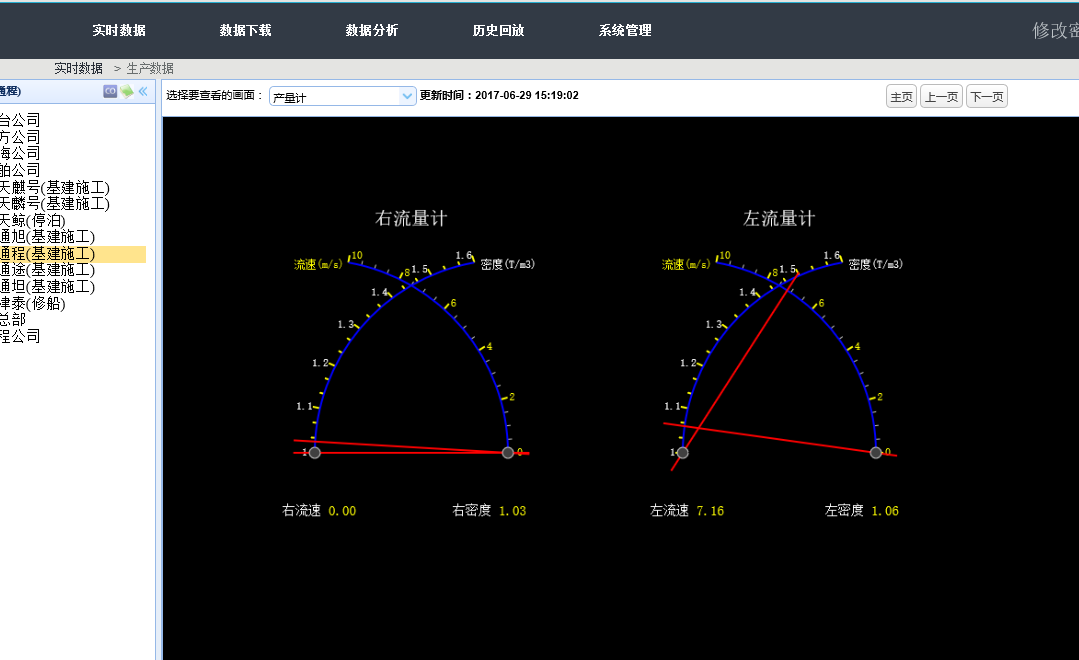 实时数据 数据下载 数据分析 历史回放 系统管理 修改密
实时数据 > 生产数据
通程)
选择要查看的画面： 产量计 更新时间：2017-06-29 15:19:02 主页 上一页 下一页
台公司
方公司
海公司
舶公司
天麒号(基建施工)
天麟号(基建施工)
天鲸(停泊)
通旭(基建施工)
通程(基建施工)
通途(基建施工)
通坦(基建施工)
津泰(修船)
总部
程公司
右流量计
流速(m/s) 10 8 6 4 2 0
密度(T/m3) 1.6 1.5 1.4 1.3 1.2 1.1 1
右流速 0.00 右密度 1.03
左流量计
流速(m/s) 10 8 6 4 2 0
密度(T/m3) 1.6 1.5 1.4 1.3 1.2 1.1 1
左流速 7.16 左密度 1.06